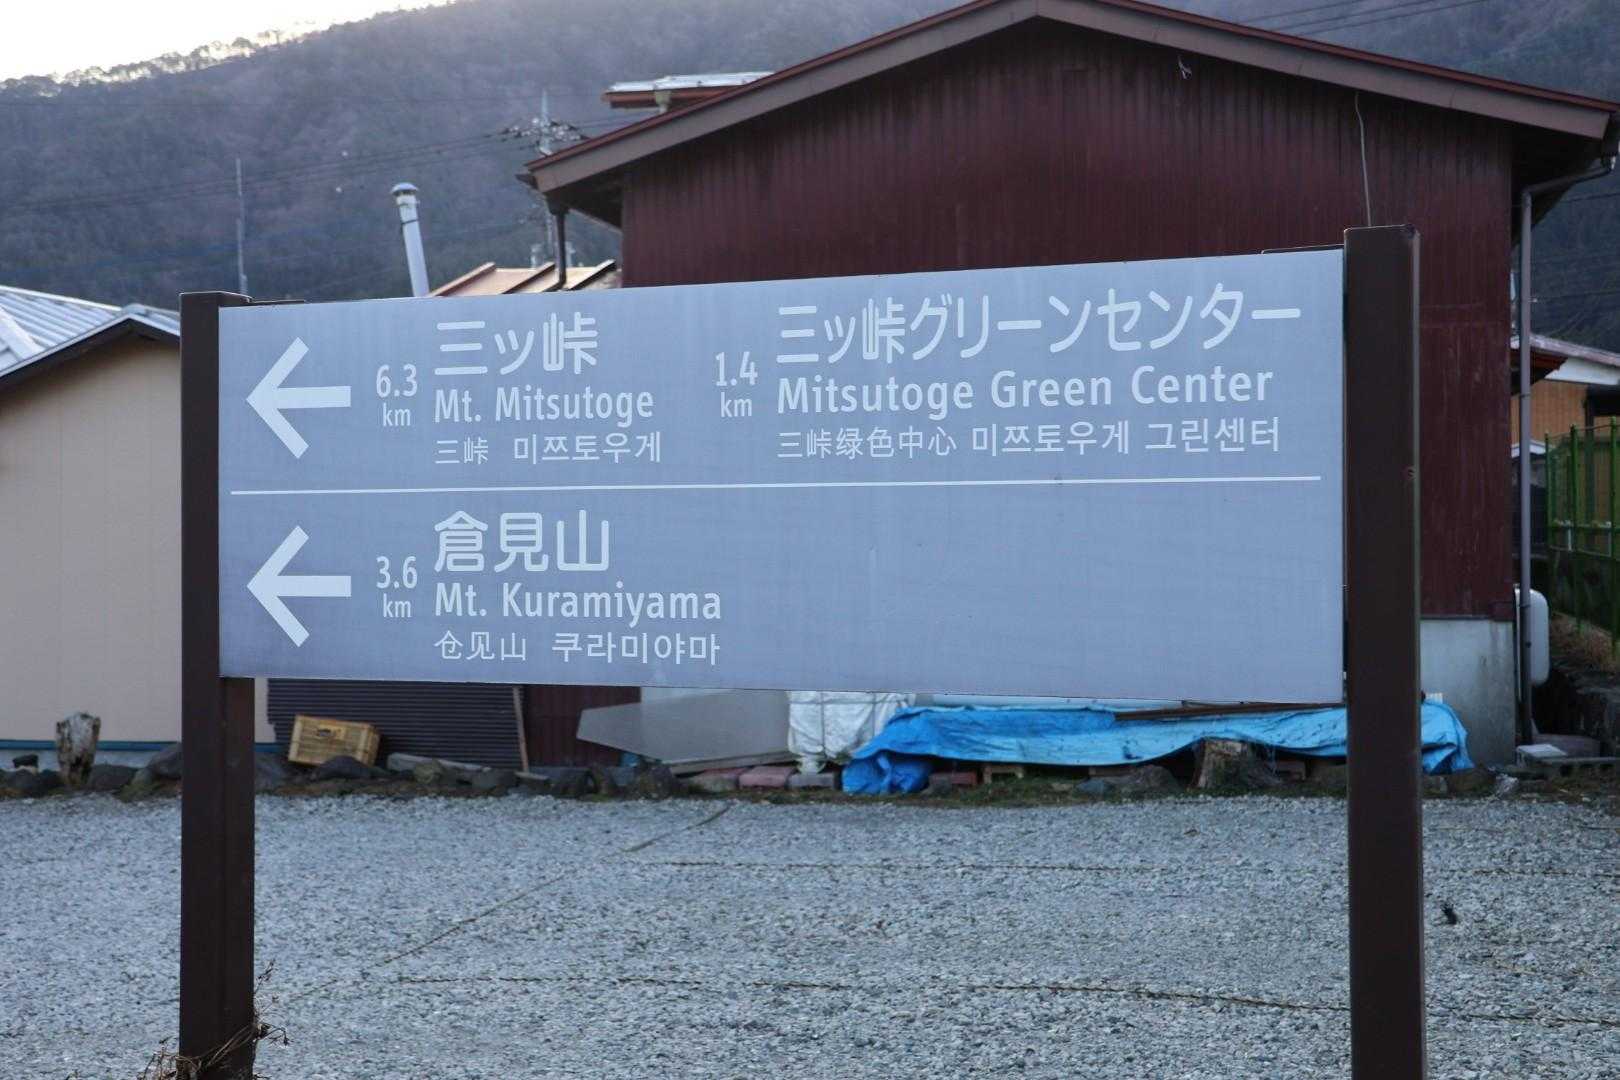 6.3 km
三ッ峠
Mt. Mitsutoge
三峠 미쯔토우게
1.4 km
三ッ峠グリーンセンター
Mitsutoge Green Center
三峠绿色中心 미쯔토우게 그린센터
3.6 km
倉見山
Mt. Kuramiyama
仓见山 쿠라미야마